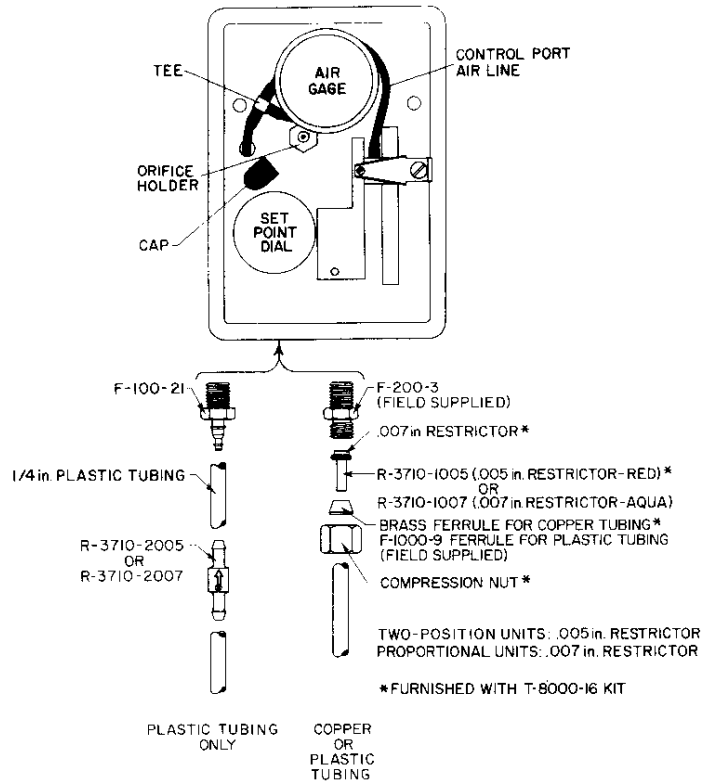 TEE
AIR
GAGE
CONTROL PORT
AIR LINE
ORIFICE
HOLDER
CAP
SET
POINT
DIAL
F-100-21
F-200-3
(FIELD SUPPLIED)
.007in RESTRICTOR*
1/4 in. PLASTIC TUBING
R-3710-1005 (.005 in. RESTRICTOR-RED)*
OR
R-3710-1007 (.007 in. RESTRICTOR-AQUA)
BRASS FERRULE FOR COPPER TUBING*
F-1000-9 FERRULE FOR PLASTIC TUBING
(FIELD SUPPLIED)
R-3710-2005
OR
R-3710-2007
COMPRESSION NUT*
TWO-POSITION UNITS: .005 in. RESTRICTOR
PROPORTIONAL UNITS: .007 in. RESTRICTOR
*FURNISHED WITH T-8000-16 KIT
PLASTIC TUBING
ONLY
COPPER
OR
PLASTIC
TUBING